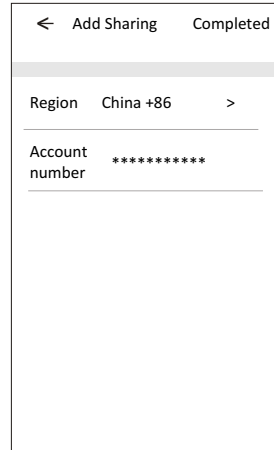 ← Add Sharing Completed
Region China +86 >
Account
number ***********